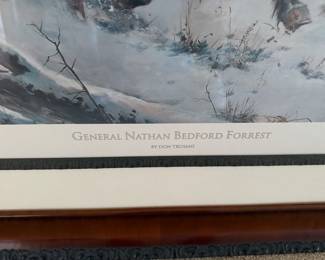 General Nathan Bedford Forrest
by Don Troiani